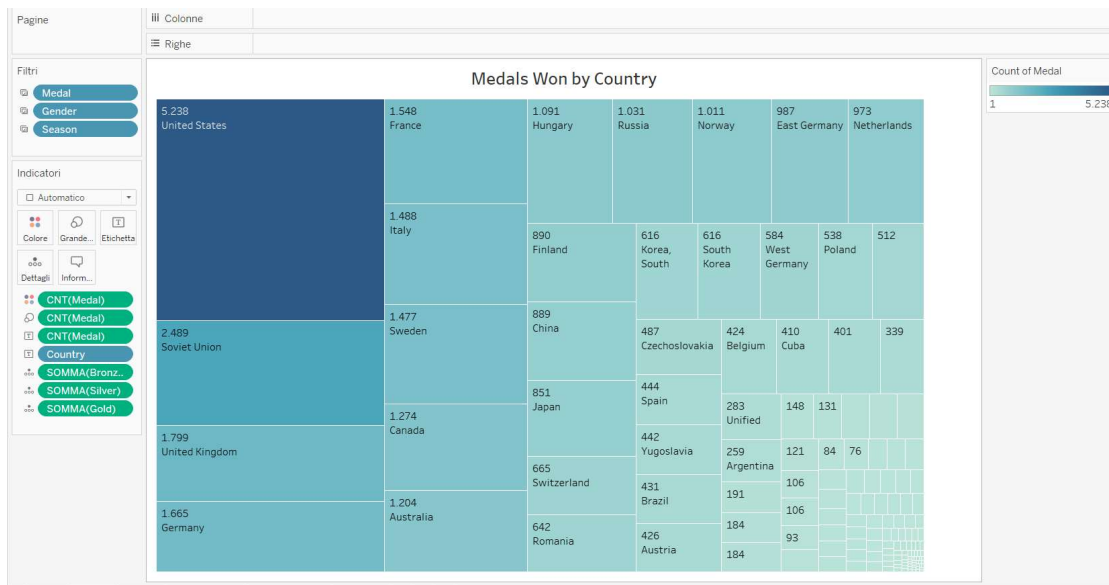 Pagine
Colonne
Righe
Filtri
Medal
Gender
Season
Indicatori
Automatico
Colore
Grande...
Etichetta
Dettagli
Inform...
CNT(Medal)
CNT(Medal)
CNT(Medal)
Country
SOMMA(Bronz..
SOMMA(Silver)
SOMMA(Gold)
Medals Won by Country
5.238
United States
2.489
Soviet Union
1.799
United Kingdom
1.665
Germany
1.548
France
1.488
Italy
1.477
Sweden
1.274
Canada
1.204
Australia
1.091
Hungary
1.031
Russia
1.011
Norway
987
East Germany
973
Netherlands
890
Finland
889
China
851
Japan
665
Switzerland
642
Romania
616
Korea,
South
616
South
Korea
584
West
Germany
538
Poland
512
487
Czechoslovakia
444
Spain
442
Yugoslavia
431
Brazil
426
Austria
424
Belgium
410
Cuba
401
339
283
Unified
259
Argentina
191
184
184
148
131
121
106
106
93
84
76
Count of Medal
1
5.238